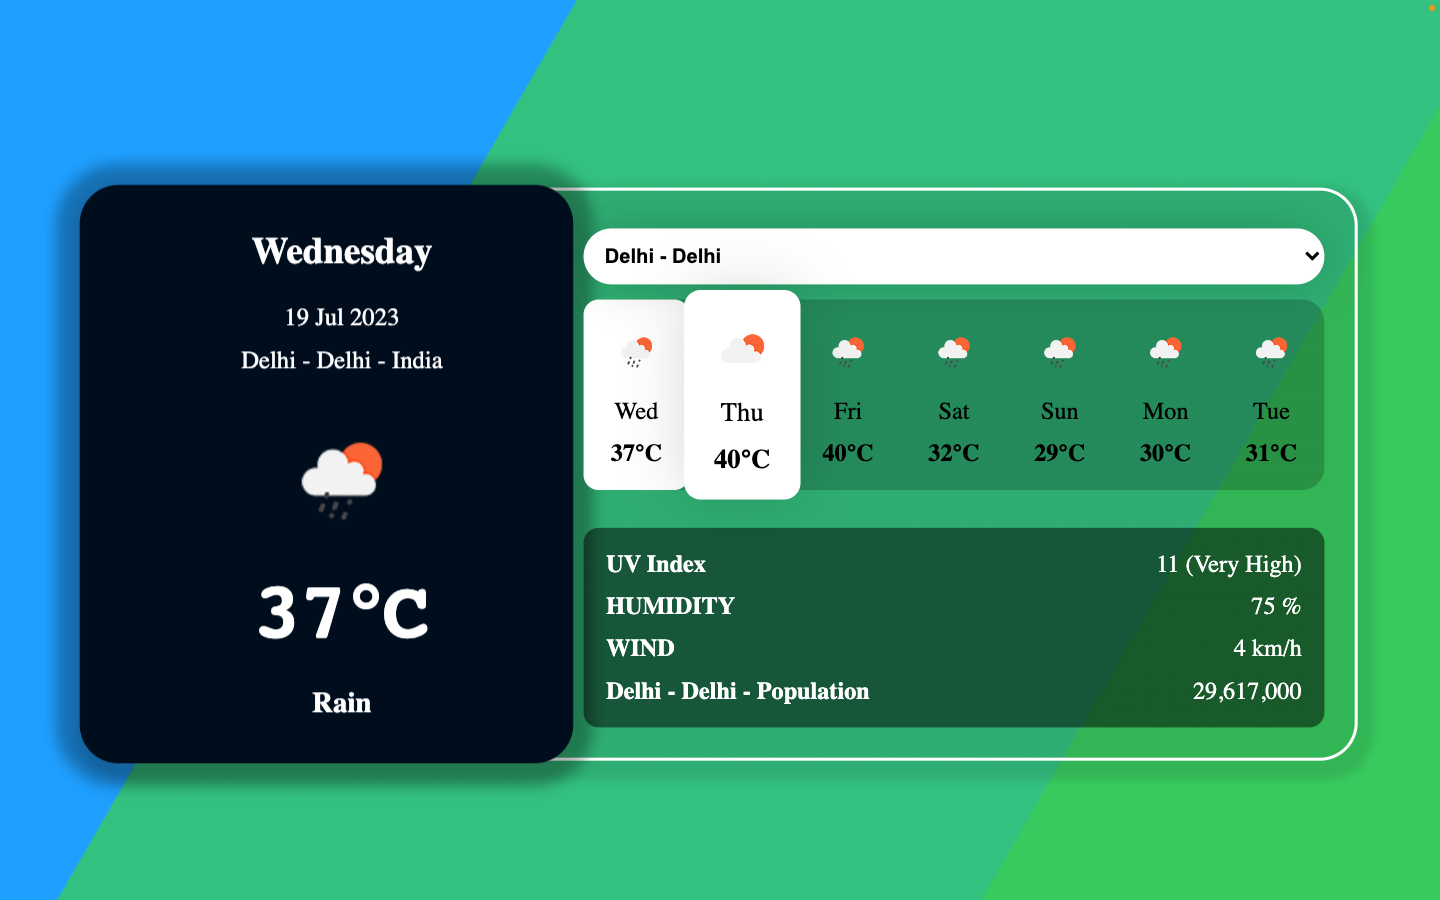 Wednesday
19 Jul 2023
Delhi - Delhi - India
37°C
Rain
Delhi - Delhi
Wed Thu Fri Sat Sun Mon Tue
37°C 40°C 40°C 32°C 29°C 30°C 31°C
UV Index 11 (Very High)
HUMIDITY 75 %
WIND 4 km/h
Delhi - Delhi - Population 29,617,000